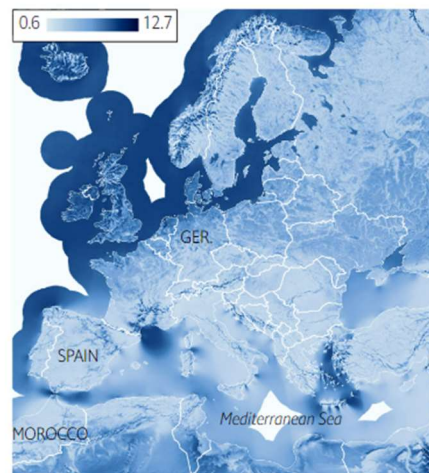 0.6 12.7
GER.
SPAIN
Mediterranean Sea
MOROCCO